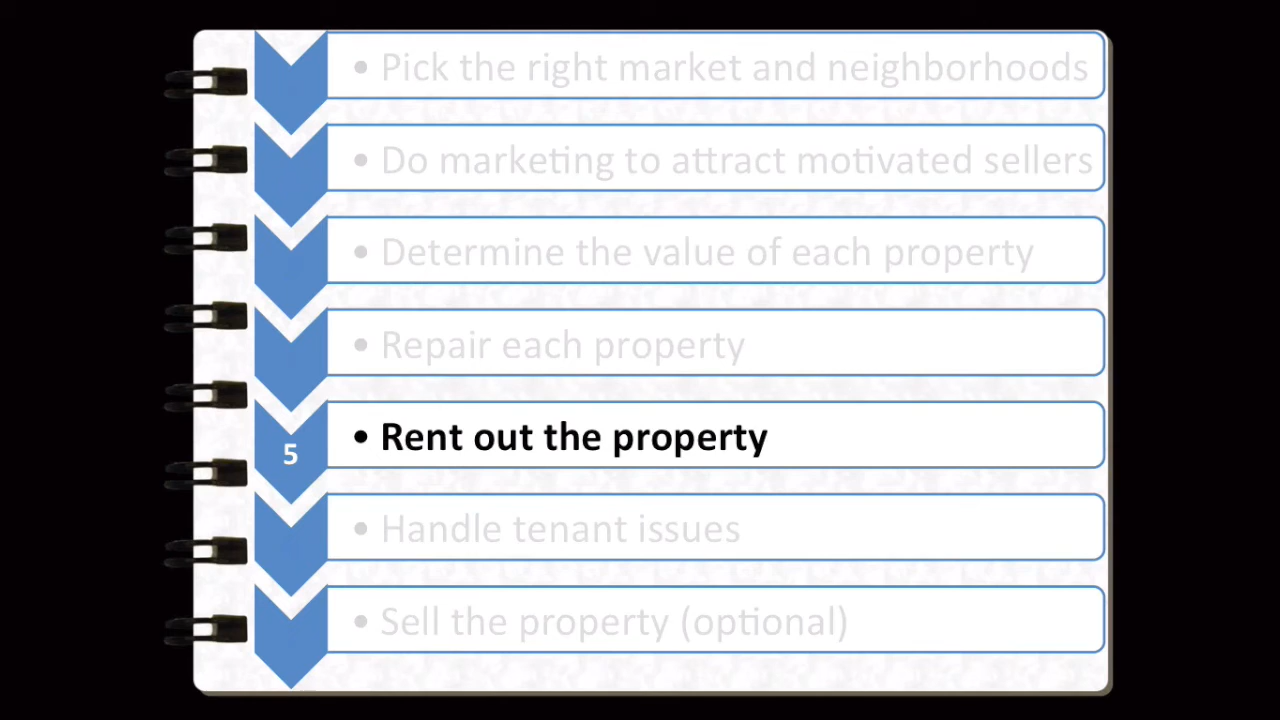 • Pick the right market and neighborhoods
• Do marketing to attract motivated sellers
• Determine the value of each property
• Repair each property
5 • Rent out the property
• Handle tenant issues
• Sell the property (optional)